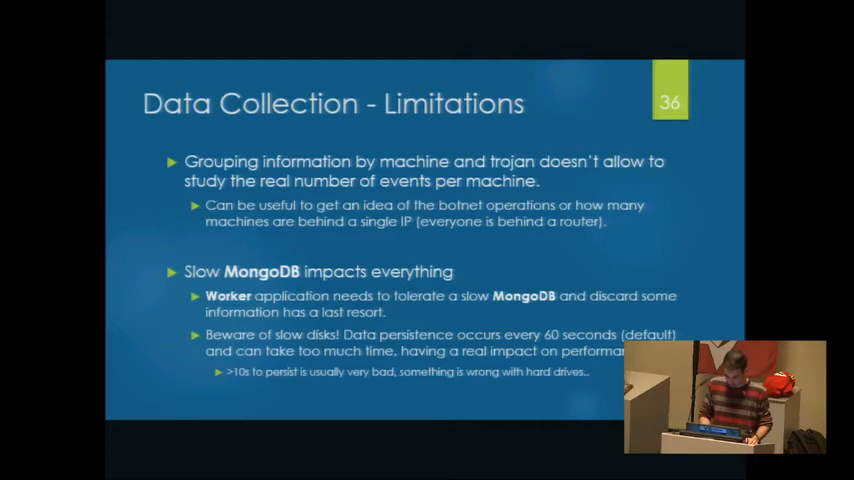 Data Collection - Limitations
36
Grouping information by machine and trojan doesn't allow to
study the real number of events per machine.
Can be useful to get an idea of the botnet operations or how many
machines are behind a single IP (everyone is behind a router).
Slow MongoDB impacts everything
Worker application needs to tolerate a slow MongoDB and discard some
information has a last resort.
Beware of slow disks! Data persistence occurs every 60 seconds (default)
and can take too much time, having a real impact on
>10s to persist is usually very bad, something is wrong with hard drives..